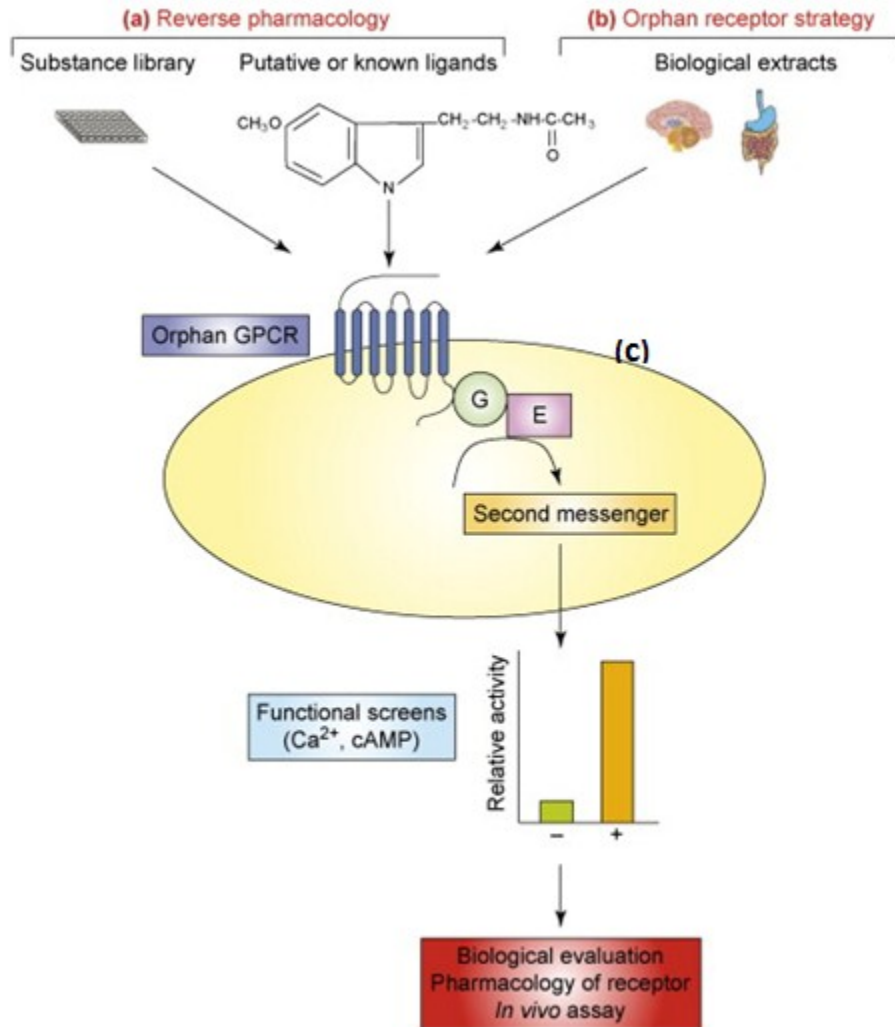 (a) Reverse pharmacology
(b) Orphan receptor strategy
Substance library
Putative or known ligands
Biological extracts
CH₃O
CH₂-CH₂-NH-C-CH₃
O
N
Orphan GPCR
(c)
G
E
Second messenger
Functional screens
(Ca²⁺, cAMP)
Relative activity
–
+
Biological evaluation
Pharmacology of receptor
In vivo assay